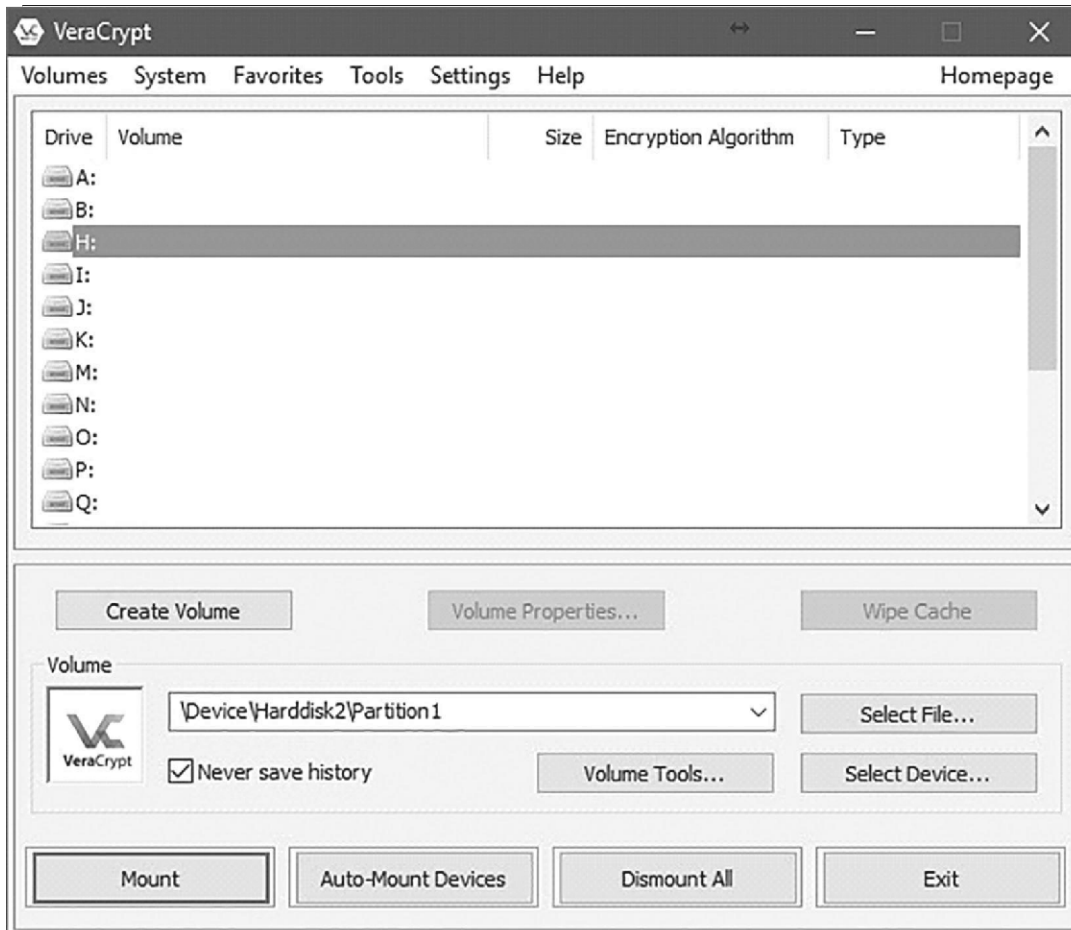 VeraCrypt
Volumes System Favorites Tools Settings Help Homepage
Drive Volume Size Encryption Algorithm Type
A:
B:
H:
I:
J:
K:
M:
N:
O:
P:
Q:
Create Volume Volume Properties... Wipe Cache
Volume
\Device\Harddisk2\Partition1 Select File...
VeraCrypt
Never save history Volume Tools... Select Device...
Mount Auto-Mount Devices Dismount All Exit